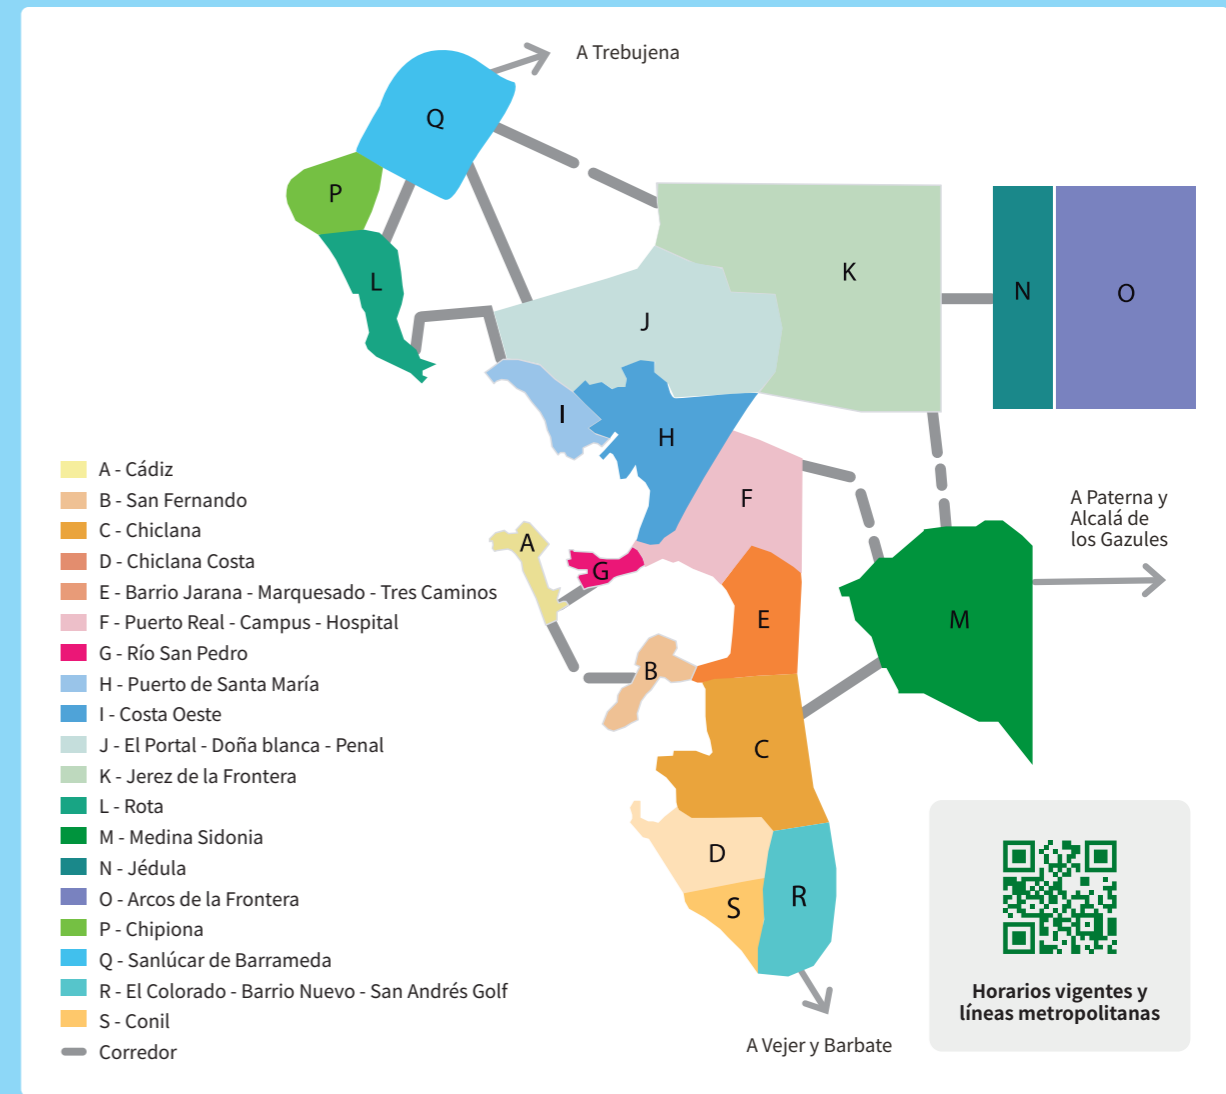 A Trebujena
Q
P
L
K
N
O
J
I
H
F
A
G
E
B
M
C
D
S
R
A Paterna y
Alcalá de
los Gazules
A - Cádiz
B - San Fernando
C - Chiclana
D - Chiclana Costa
E - Barrio Jarana - Marquesado - Tres Caminos
F - Puerto Real - Campus - Hospital
G - Río San Pedro
H - Puerto de Santa María
I - Costa Oeste
J - El Portal - Doña blanca - Penal
K - Jerez de la Frontera
L - Rota
M - Medina Sidonia
N - Jédula
O - Arcos de la Frontera
P - Chipiona
Q - Sanlúcar de Barrameda
R - El Colorado - Barrio Nuevo - San Andrés Golf
S - Conil
Corredor
A Vejer y Barbate
Horarios vigentes y
líneas metropolitanas